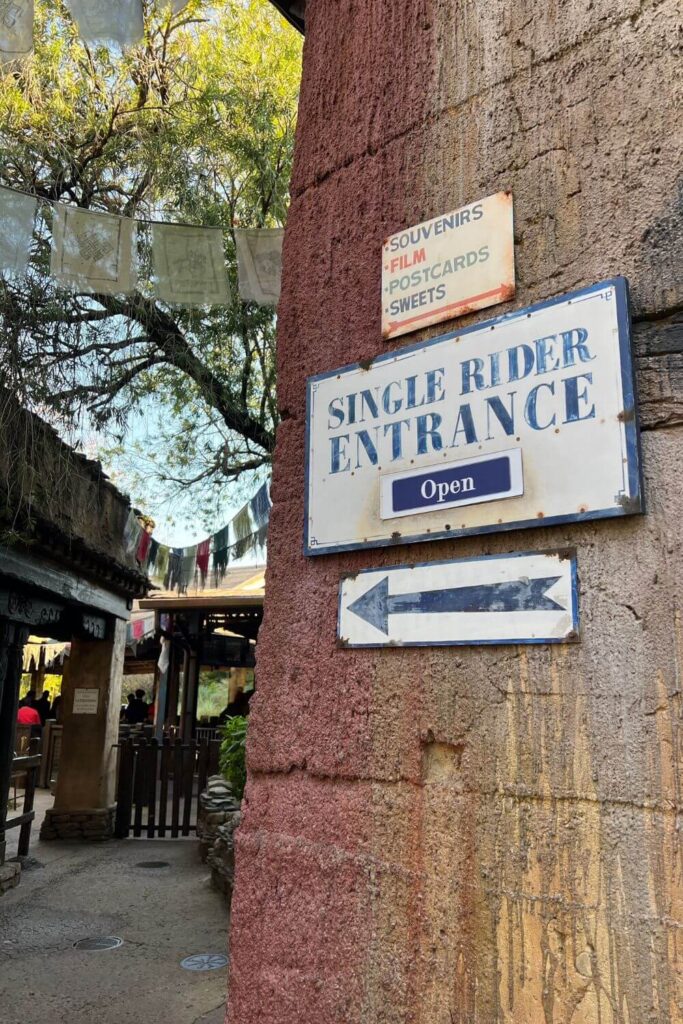 ·SOUVENIRS
·FILM
·POSTCARDS
·SWEETS
SINGLE RIDER
ENTRANCE
Open